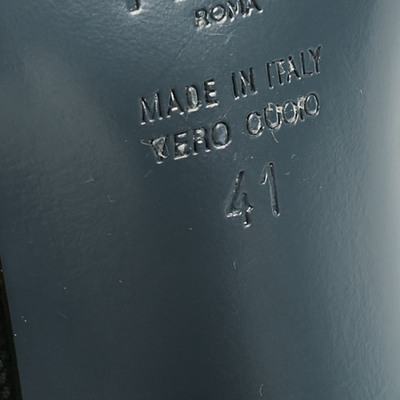 ROMA
MADE IN ITALY
VERO CUOIO
41